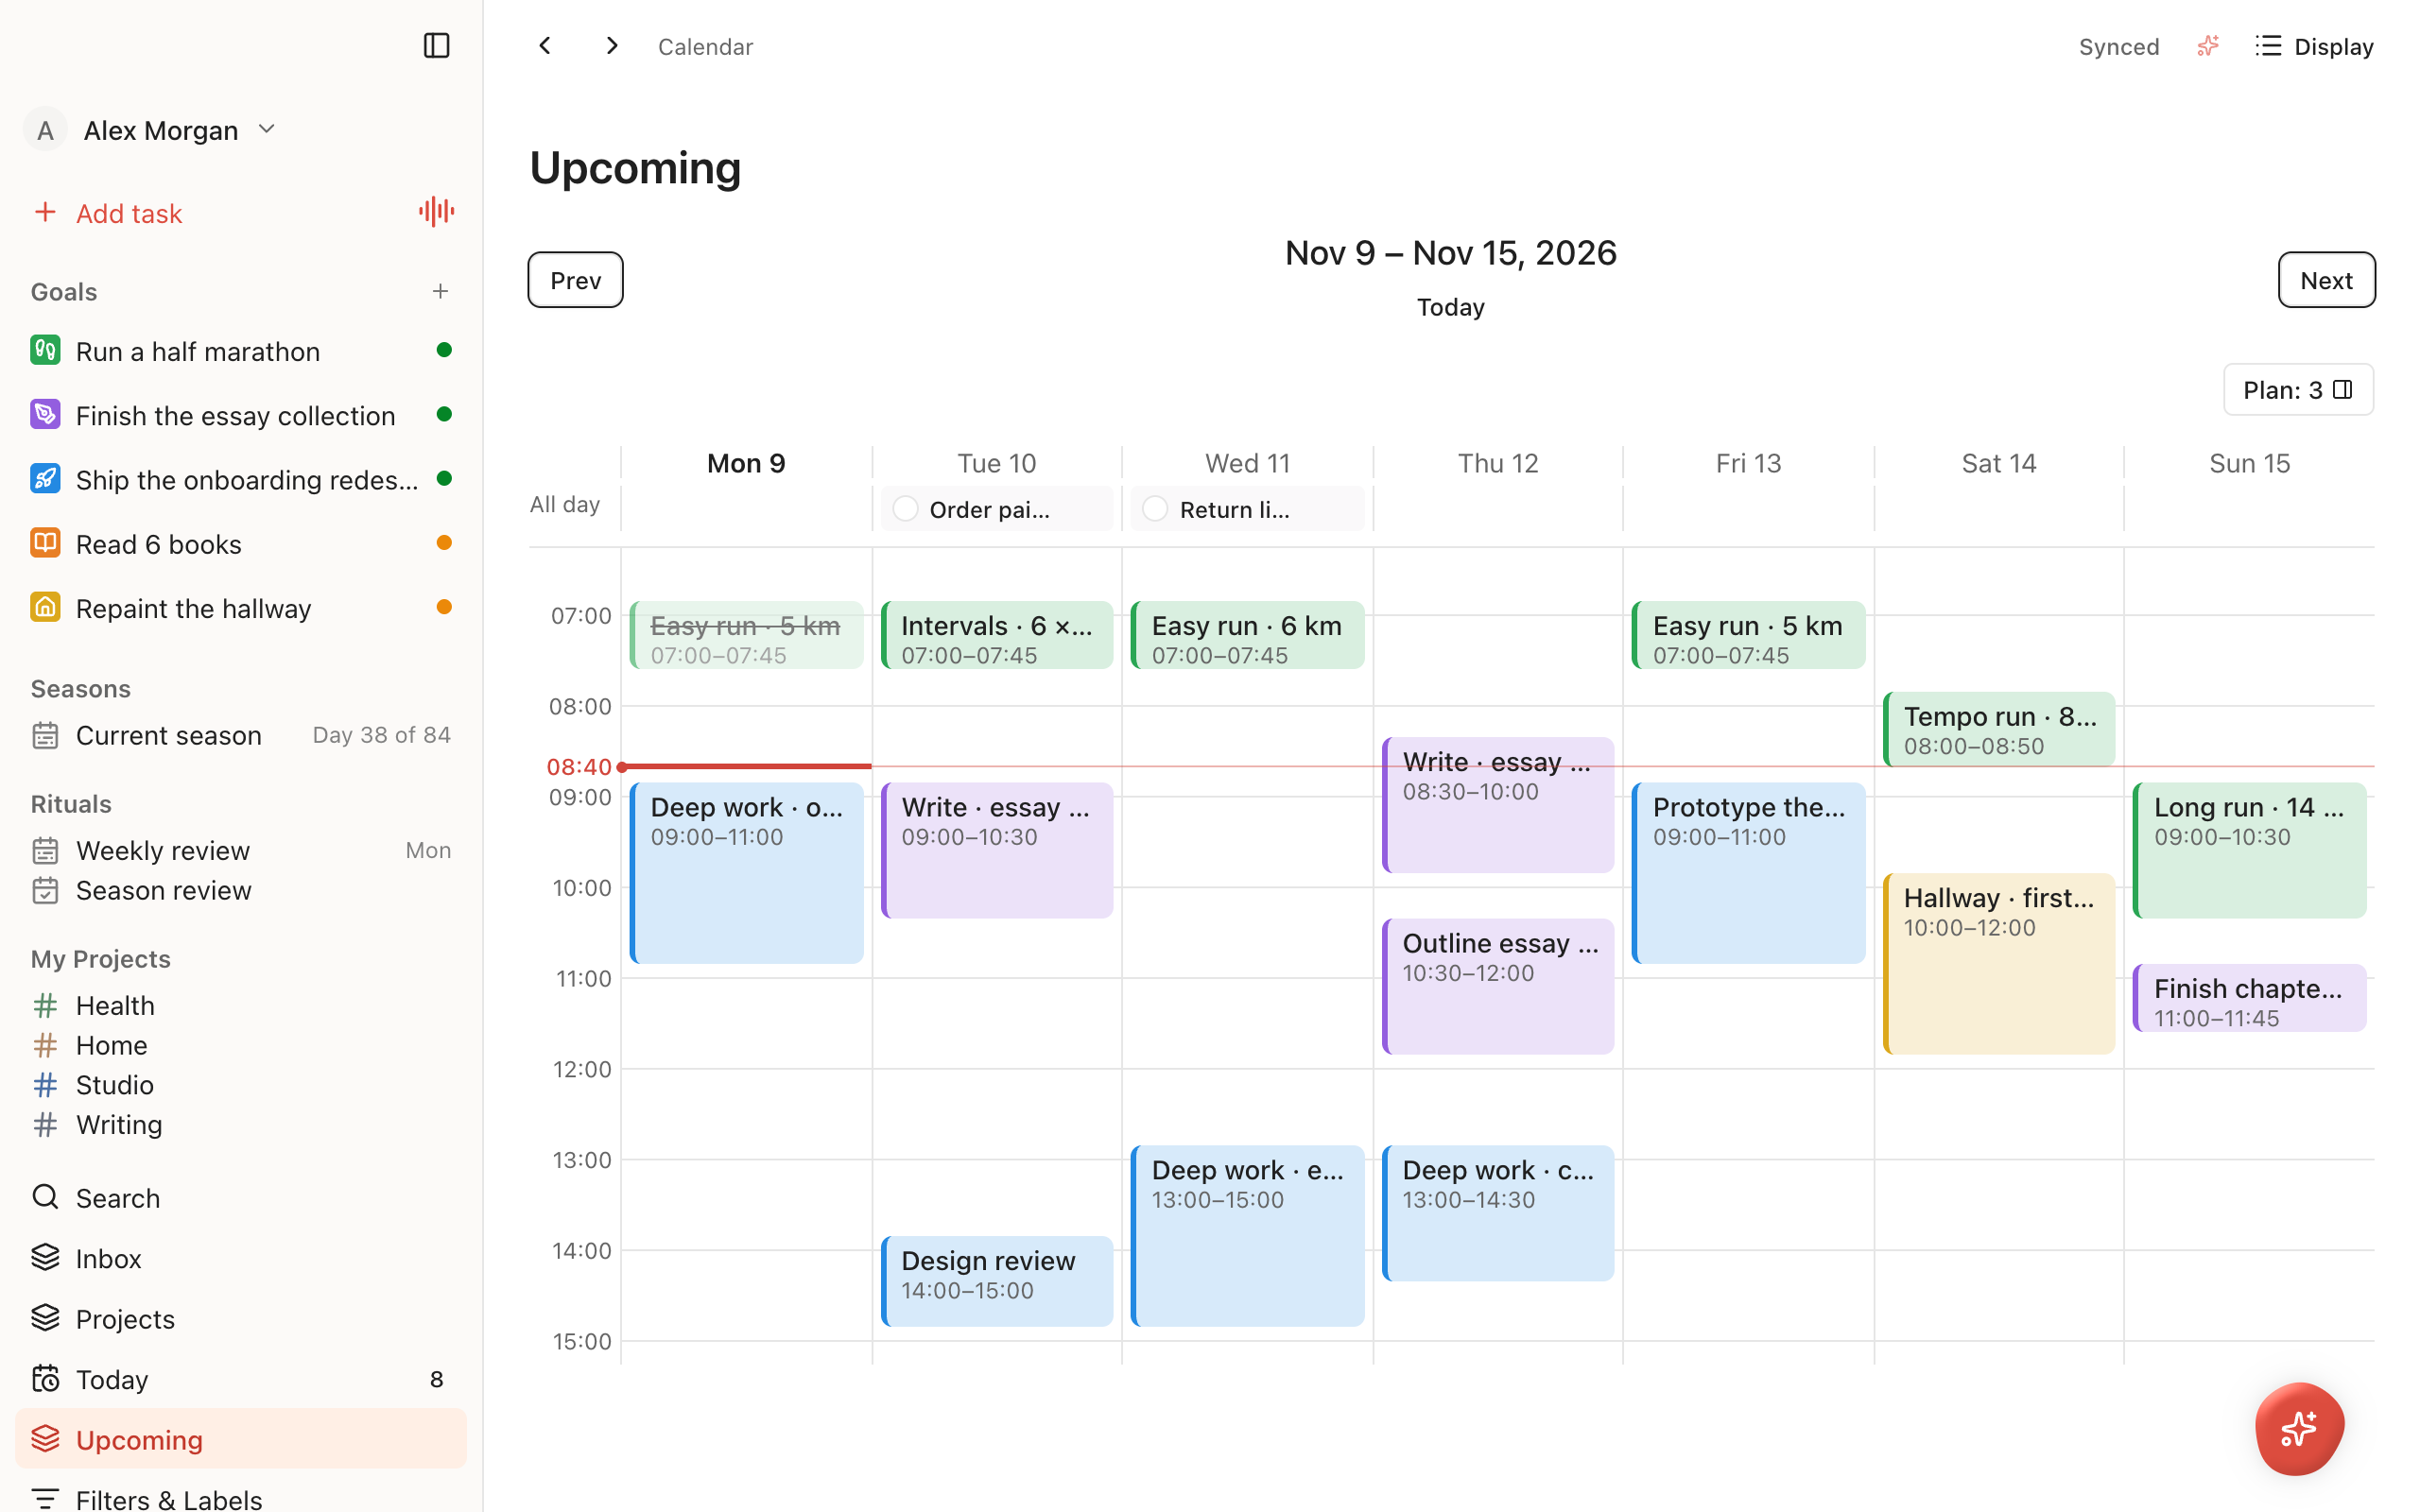 A
Alex Morgan
Add task
Goals
Run a half marathon
Finish the essay collection
Ship the onboarding redes...
Read 6 books
Repaint the hallway
Seasons
Current season Day 38 of 84
Rituals
Weekly review Mon
Season review
My Projects
Health
Home
Studio
Writing
Search
Inbox
Projects
Today 8
Upcoming
Filters & Labels
Calendar
Synced
Display
Upcoming
Prev
Nov 9 – Nov 15, 2026
Today
Next
Plan: 3
Mon 9 Tue 10 Wed 11 Thu 12 Fri 13 Sat 14 Sun 15
All day
Order pai...
Return li...
07:00
08:00
08:40
09:00
10:00
11:00
12:00
13:00
14:00
15:00
Easy run · 5 km
07:00–07:45
Deep work · o...
09:00–11:00
Intervals · 6 ×...
07:00–07:45
Write · essay ...
09:00–10:30
Design review
14:00–15:00
Easy run · 6 km
07:00–07:45
Deep work · e...
13:00–15:00
Write · essay ...
08:30–10:00
Outline essay ...
10:30–12:00
Deep work · c...
13:00–14:30
Easy run · 5 km
07:00–07:45
Prototype the...
09:00–11:00
Tempo run · 8...
08:00–08:50
Hallway · first...
10:00–12:00
Long run · 14 ...
09:00–10:30
Finish chapte...
11:00–11:45